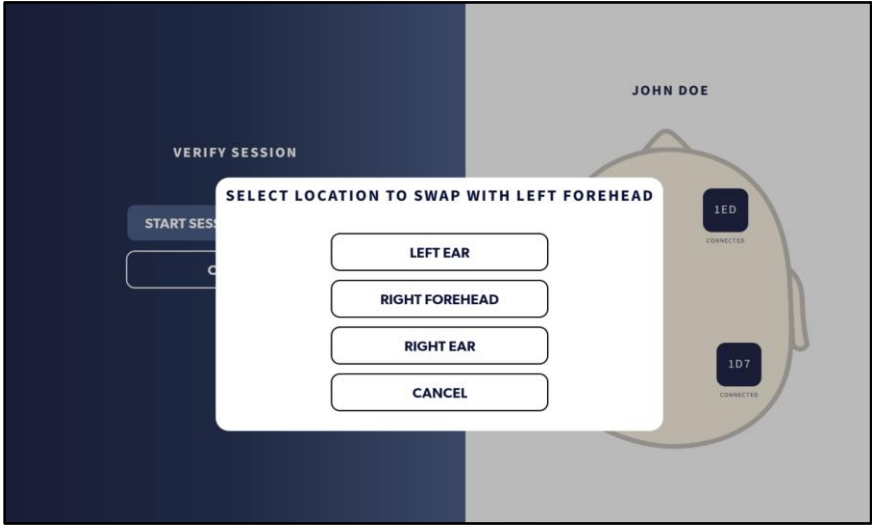 JOHN DOE
VERIFY SESSION
SELECT LOCATION TO SWAP WITH LEFT FOREHEAD
START SESS
1ED
CONNECTED
LEFT EAR
RIGHT FOREHEAD
RIGHT EAR
CANCEL
1D7
CONNECTED